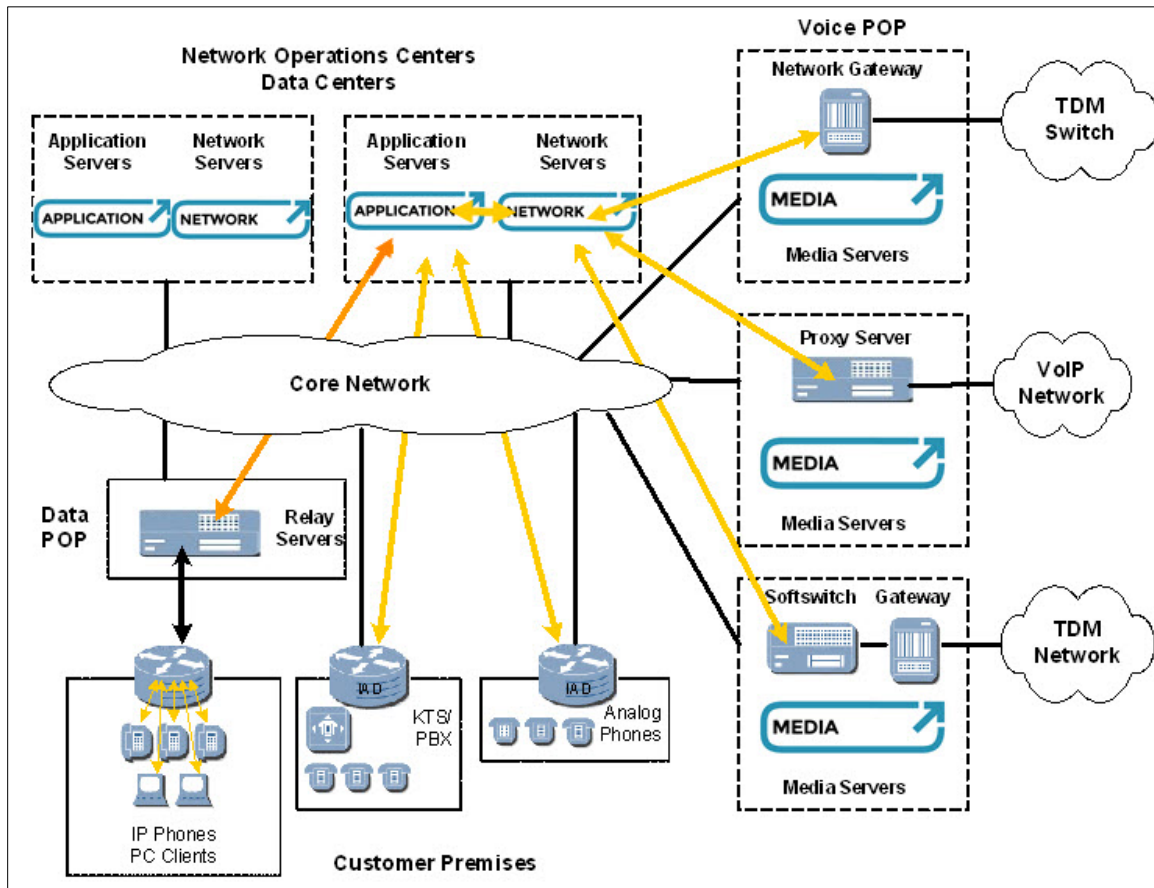 Voice POP
Network Operations Centers
Data Centers
Application
Servers
Network
Servers
APPLICATION
NETWORK
Application
Servers
Network
Servers
APPLICATION
NETWORK
Network Gateway
MEDIA
Media Servers
TDM
Switch
Core Network
Proxy Server
MEDIA
Media Servers
VoIP
Network
Data
POP
Relay
Servers
Softswitch
Gateway
MEDIA
Media Servers
TDM
Network
IAD
KTS/
PBX
IAD
Analog
Phones
IP Phones
PC Clients
Customer Premises